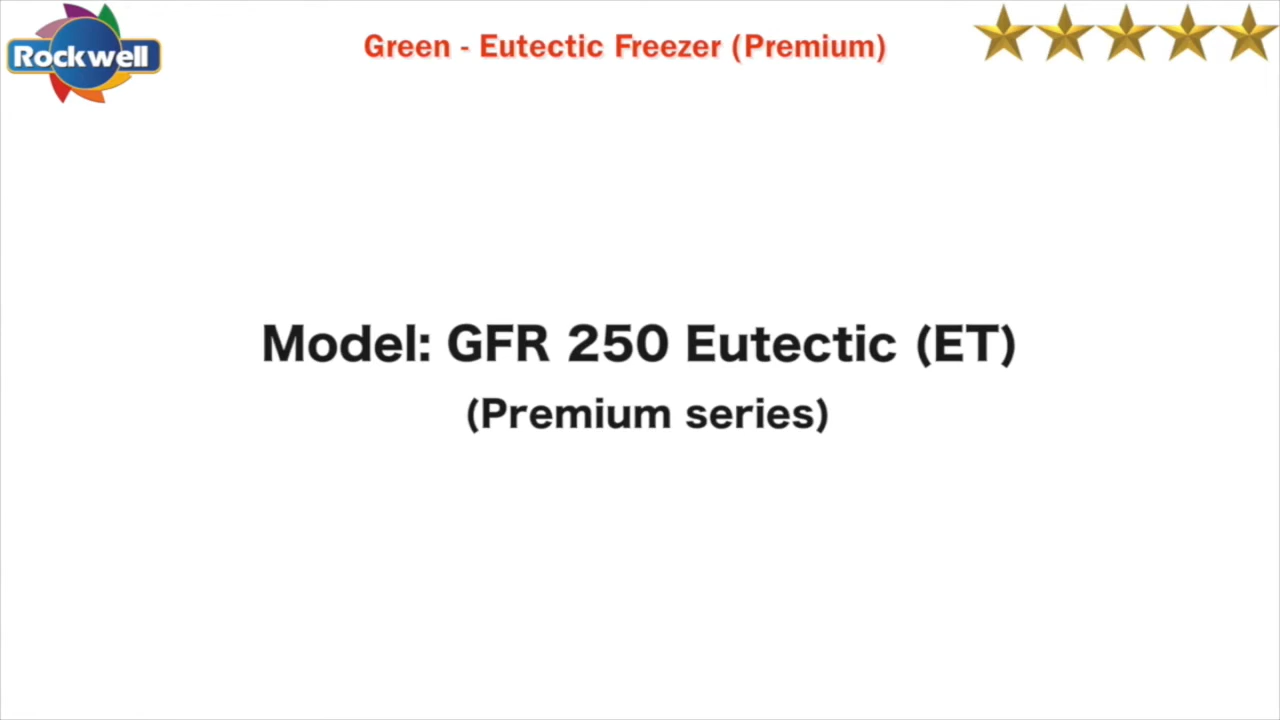 Rockwell
Green - Eutectic Freezer (Premium)
Model: GFR 250 Eutectic (ET)
(Premium series)